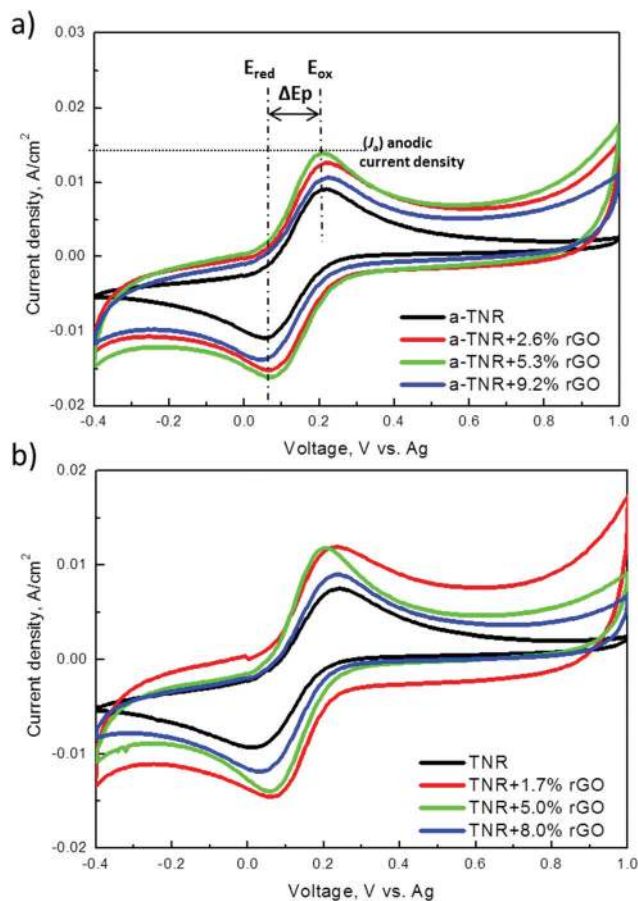 a)
0.03
0.02
0.01
0.00
-0.01
-0.02
Current density, A/cm²
E_red
E_ox
ΔEp
(J_a) anodic
current density
a-TNR
a-TNR+2.6% rGO
a-TNR+5.3% rGO
a-TNR+9.2% rGO
-0.4 -0.2 0.0 0.2 0.4 0.6 0.8 1.0
Voltage, V vs. Ag
b)
0.02
0.01
0.00
-0.01
-0.02
Current density, A/cm²
TNR
TNR+1.7% rGO
TNR+5.0% rGO
TNR+8.0% rGO
-0.4 -0.2 0.0 0.2 0.4 0.6 0.8 1.0
Voltage, V vs. Ag